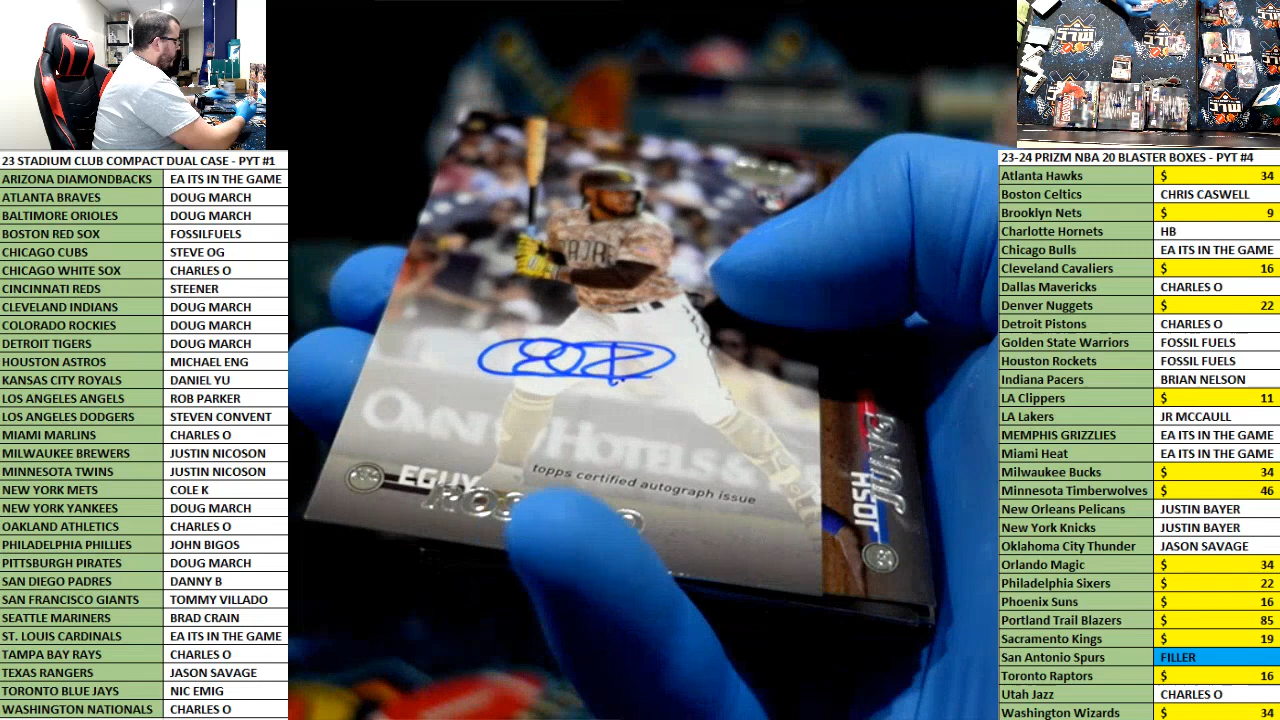 23 STADIUM CLUB COMPACT DUAL CASE - PYT #1
ARIZONA DIAMONDBACKS EA ITS IN THE GAME
ATLANTA BRAVES DOUG MARCH
BALTIMORE ORIOLES DOUG MARCH
BOSTON RED SOX FOSSILFUELS
CHICAGO CUBS STEVE OG
CHICAGO WHITE SOX CHARLES O
CINCINNATI REDS STEENER
CLEVELAND INDIANS DOUG MARCH
COLORADO ROCKIES DOUG MARCH
DETROIT TIGERS DOUG MARCH
HOUSTON ASTROS MICHAEL ENG
KANSAS CITY ROYALS DANIEL YU
LOS ANGELES ANGELS ROB PARKER
LOS ANGELES DODGERS STEVEN CONVENT
MIAMI MARLINS CHARLES O
MILWAUKEE BREWERS JUSTIN NICOSON
MINNESOTA TWINS JUSTIN NICOSON
NEW YORK METS COLE K
NEW YORK YANKEES DOUG MARCH
OAKLAND ATHLETICS CHARLES O
PHILADELPHIA PHILLIES JOHN BIGOS
PITTSBURGH PIRATES DOUG MARCH
SAN DIEGO PADRES DANNY B
SAN FRANCISCO GIANTS TOMMY VILLADO
SEATTLE MARINERS BRAD CRAIN
ST. LOUIS CARDINALS EA ITS IN THE GAME
TAMPA BAY RAYS CHARLES O
TEXAS RANGERS JASON SAVAGE
TORONTO BLUE JAYS NIC EMIG
WASHINGTON NATIONALS CHARLES O
OMNI HOTELS &
topps certified autograph issue
EGUY
JOSH
JUNG
23-24 PRIZM NBA 20 BLASTER BOXES - PYT #4
Atlanta Hawks $ 34
Boston Celtics CHRIS CASWELL
Brooklyn Nets $ 9
Charlotte Hornets HB
Chicago Bulls EA ITS IN THE GAME
Cleveland Cavaliers $ 16
Dallas Mavericks CHARLES O
Denver Nuggets $ 22
Detroit Pistons CHARLES O
Golden State Warriors FOSSIL FUELS
Houston Rockets FOSSIL FUELS
Indiana Pacers BRIAN NELSON
LA Clippers $ 11
LA Lakers JR MCCAULL
MEMPHIS GRIZZLIES EA ITS IN THE GAME
Miami Heat EA ITS IN THE GAME
Milwaukee Bucks $ 34
Minnesota Timberwolves $ 46
New Orleans Pelicans JUSTIN BAYER
New York Knicks JUSTIN BAYER
Oklahoma City Thunder JASON SAVAGE
Orlando Magic $ 34
Philadelphia Sixers $ 22
Phoenix Suns $ 16
Portland Trail Blazers $ 85
Sacramento Kings $ 19
San Antonio Spurs FILLER
Toronto Raptors $ 16
Utah Jazz CHARLES O
Washington Wizards $ 34